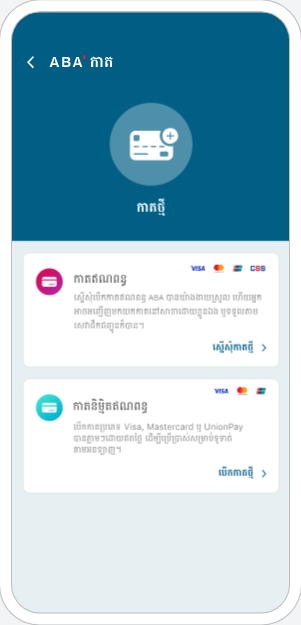 ABA' កាត
កាតថ្មី
VISA CSS
កាតឥណពន្ធ
ស្នើសុំបើកកាតឥណពន្ធ ABA បានយ៉ាងងាយស្រួល ហើយអ្នក
អាចអញ្ជើញមកយកកាតនៅសាខាដោយខ្លួនឯង ឬទទួលតាម
សេវាដឹកជញ្ជូនក៏បាន។
ស្នើសុំកាតថ្មី
VISA
កាតនិម្មិតឥណពន្ធ
បើកកាតប្រភេទ Visa, Mastercard ឬ UnionPay
បានភ្លាមៗដោយឥតថ្លៃ ដើម្បីប្រើប្រាស់សម្រាប់ទូទាត់
តាមអនឡាញ។
បើកកាតថ្មី